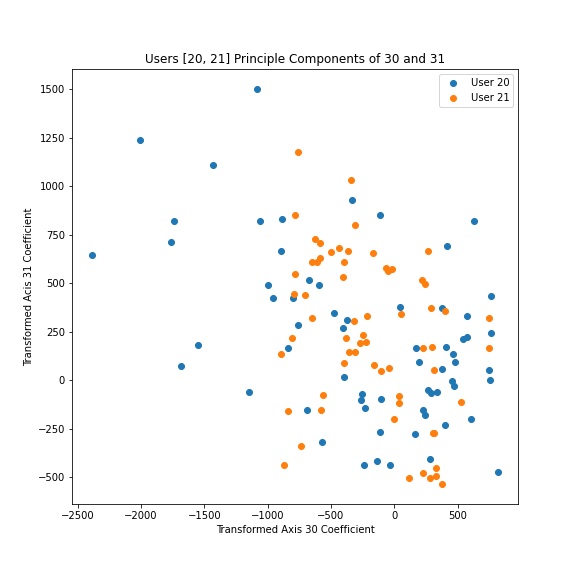 Users [20, 21] Principle Components of 30 and 31
User 20
User 21
1500
1250
1000
750
500
250
0
−250
−500
Transformed Acis 31 Coefficient
−2500 −2000 −1500 −1000 −500 0 500
Transformed Axis 30 Coefficient